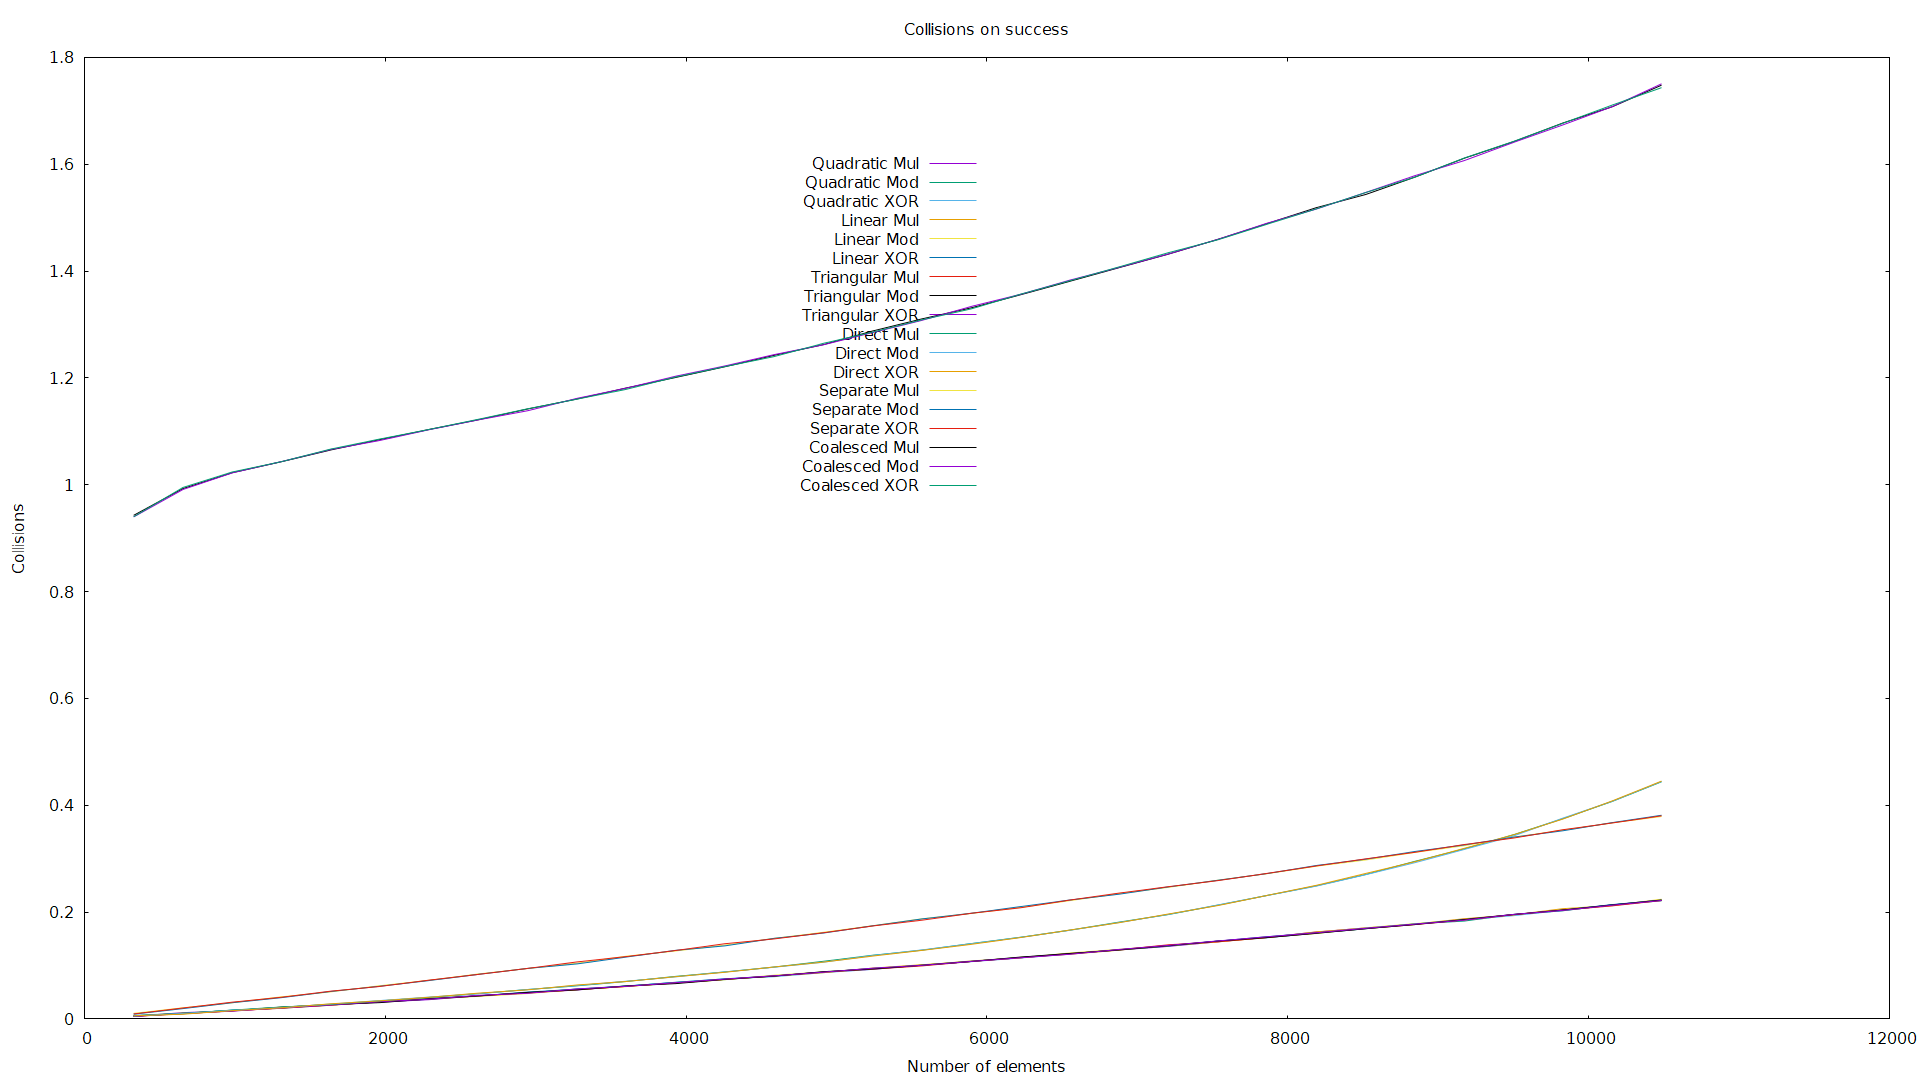 Collisions on success
1.8
1.6
1.4
1.2
1
0.8
0.6
0.4
0.2
0
Collisions
Quadratic Mul
Quadratic Mod
Quadratic XOR
Linear Mul
Linear Mod
Linear XOR
Triangular Mul
Triangular Mod
Triangular XOR
Direct Mul
Direct Mod
Direct XOR
Separate Mul
Separate Mod
Separate XOR
Coalesced Mul
Coalesced Mod
Coalesced XOR
0 2000 4000 6000 8000 10000 12000
Number of elements